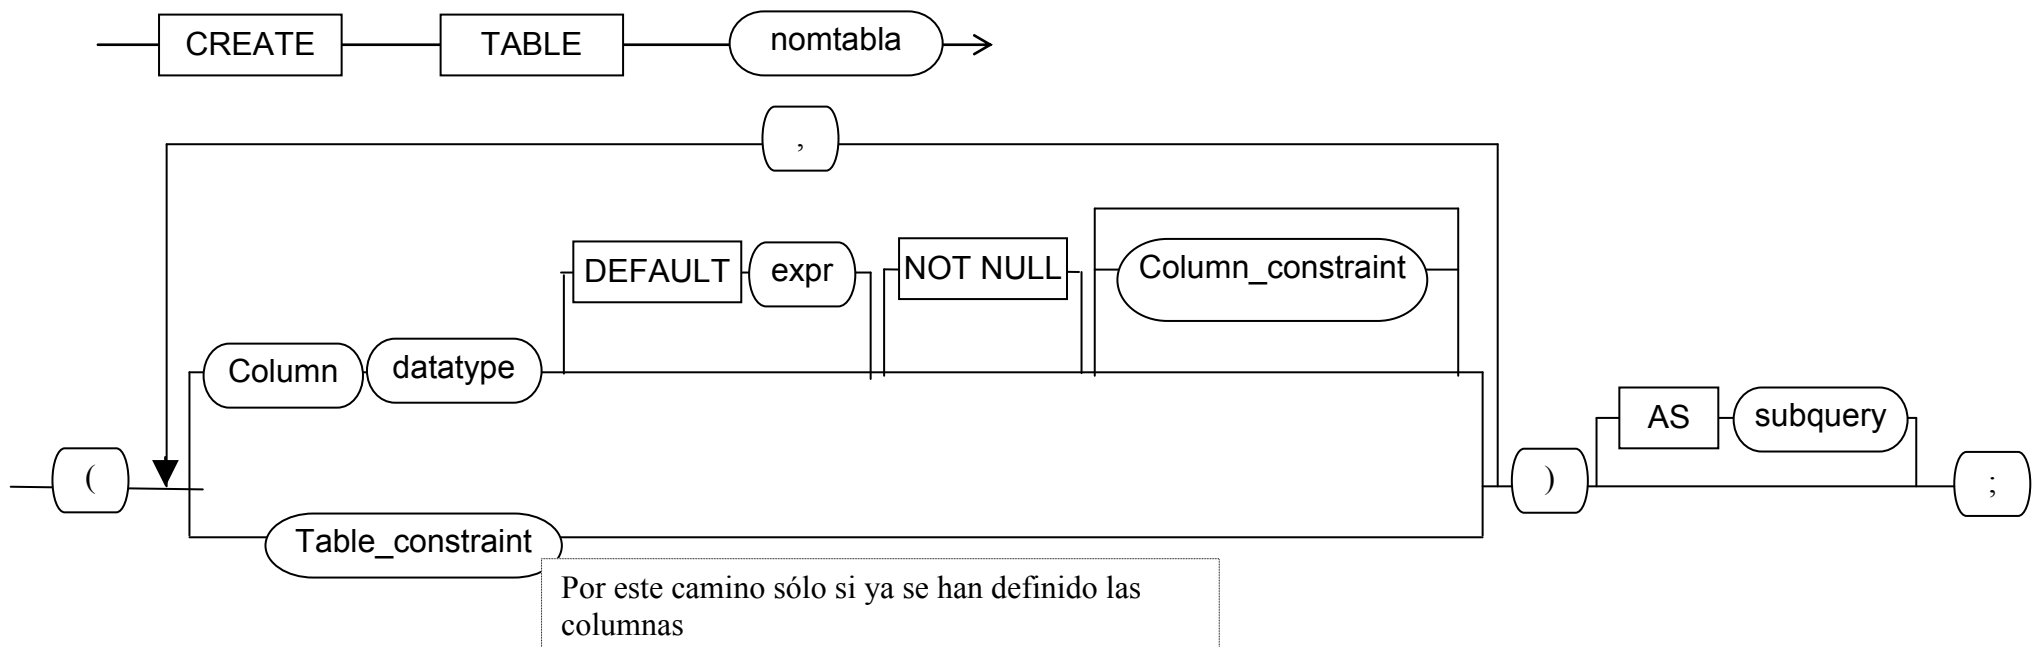 CREATE TABLE nomtabla
,
DEFAULT expr NOT NULL Column_constraint
Column datatype
AS subquery
( ) ;
Table_constraint
Por este camino sólo si ya se han definido las
columnas